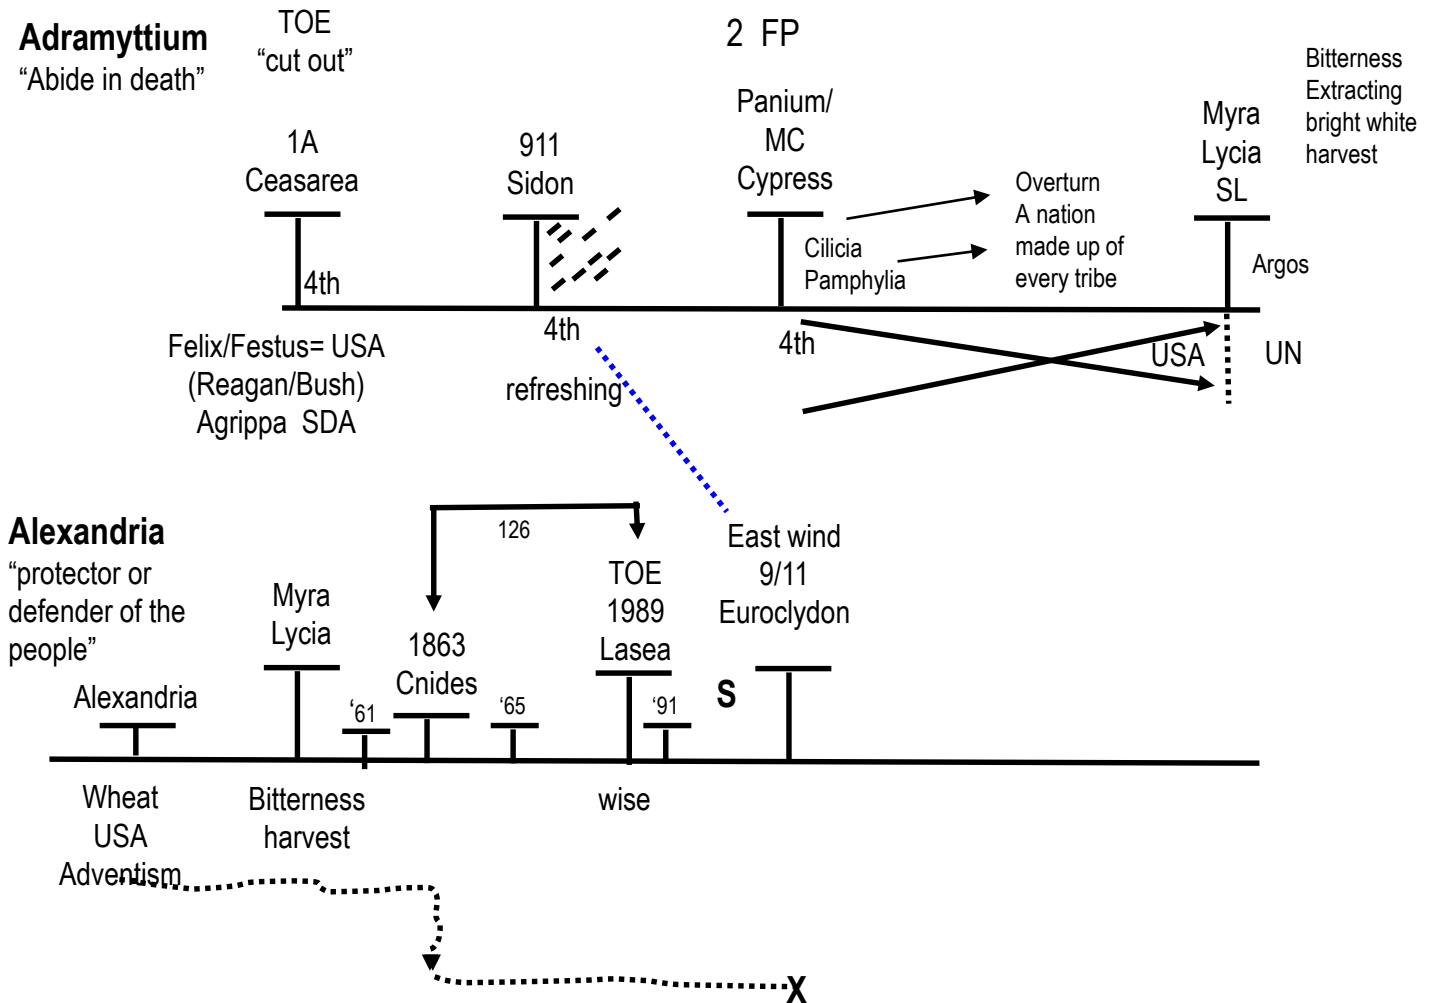 Adramyttium
“Abide in death”
TOE
“cut out”
2 FP
Bitterness
Extracting
bright white
harvest
1A
Ceasarea
911
Sidon
Panium/
MC
Cypress
Myra
Lycia
SL
Overturn
A nation
made up of
every tribe
Cilicia
Pamphylia
Argos
4th
4th
4th
USA
UN
Felix/Festus= USA
(Reagan/Bush)
Agrippa SDA
refreshing
Alexandria
“protector or
defender of the
people”
126
East wind
9/11
Euroclydon
TOE
1989
Lasea
Myra
Lycia
1863
Cnides
Alexandria
‘61
‘65
‘91
S
Wheat
USA
Adventism
Bitterness
harvest
wise
X